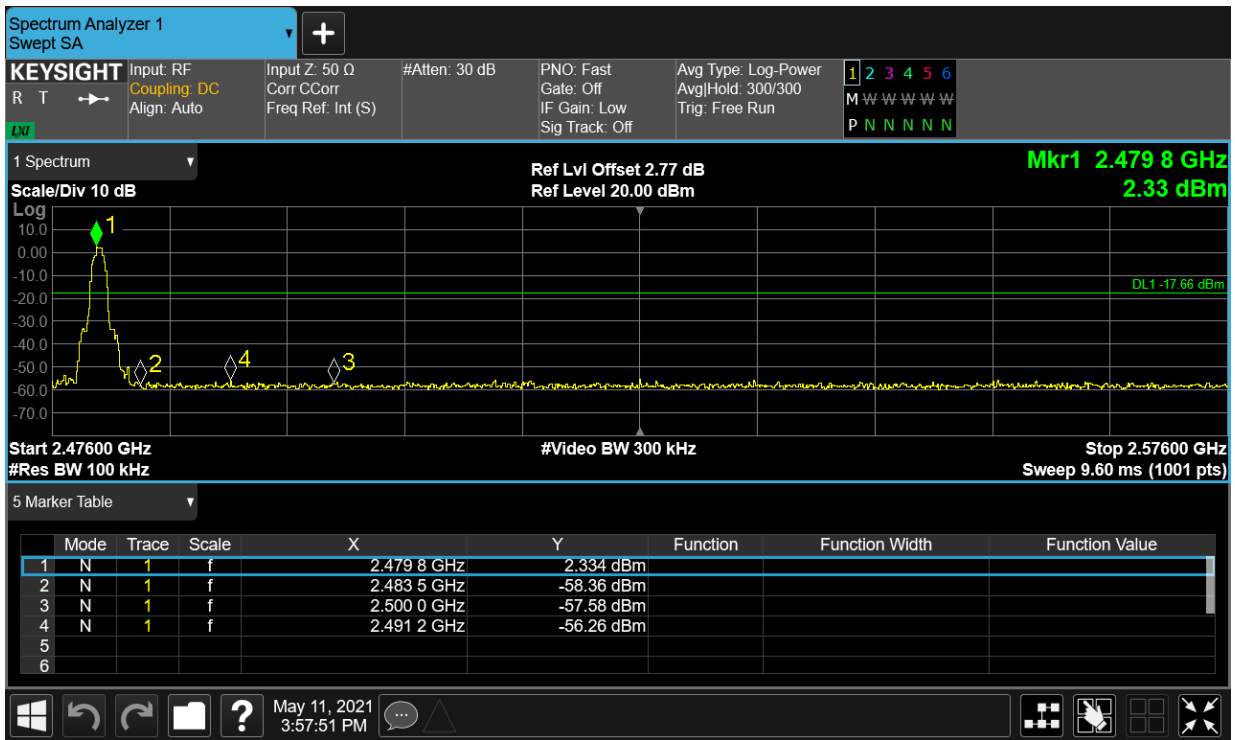 Spectrum Analyzer 1
Swept SA
KEYSIGHT
R T
LXI
Input: RF
Coupling: DC
Align: Auto
Input Z: 50 Ω
Corr CCorr
Freq Ref: Int (S)
#Atten: 30 dB
PNO: Fast
Gate: Off
IF Gain: Low
Sig Track: Off
Avg Type: Log-Power
Avg|Hold: 300/300
Trig: Free Run
1 2 3 4 5 6
M W W W W W
P N N N N N
1 Spectrum
Scale/Div 10 dB
Ref Lvl Offset 2.77 dB
Ref Level 20.00 dBm
Mkr1 2.479 8 GHz
2.33 dBm
Log
10.0
0.00
-10.0
-20.0
-30.0
-40.0
-50.0
-60.0
-70.0
1
2
4
3
DL1 -17.66 dBm
Start 2.47600 GHz
#Res BW 100 kHz
#Video BW 300 kHz
Stop 2.57600 GHz
Sweep 9.60 ms (1001 pts)
5 Marker Table
Mode Trace Scale X Y Function Function Width Function Value
1 N 1 f 2.479 8 GHz 2.334 dBm
2 N 1 f 2.483 5 GHz -58.36 dBm
3 N 1 f 2.500 0 GHz -57.58 dBm
4 N 1 f 2.491 2 GHz -56.26 dBm
5
6
?
May 11, 2021
3:57:51 PM